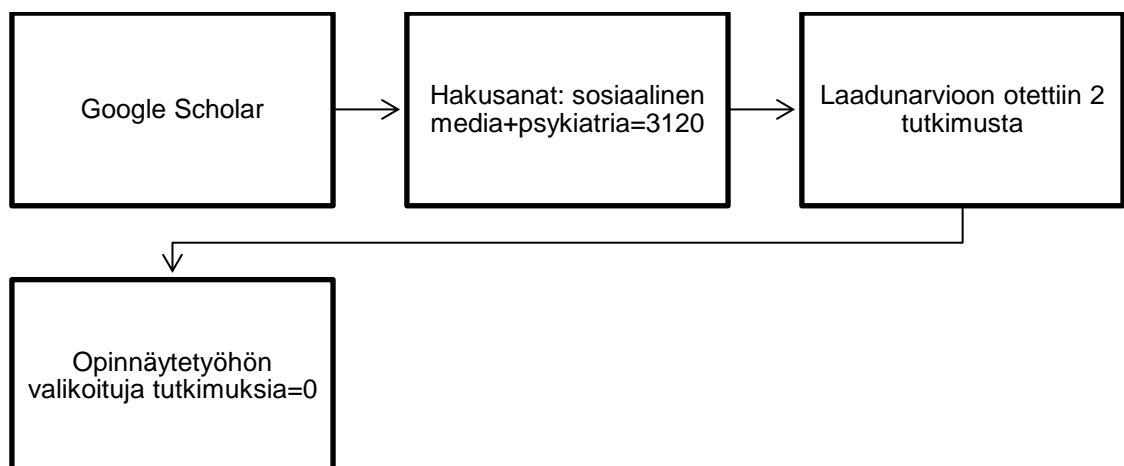 Google Scholar
Hakusanat: sosiaalinen
media+psykiatria=3120
Laadunarvioon otettiin 2
tutkimusta
Opinnäytetyöhön
valikoituja tutkimuksia=0